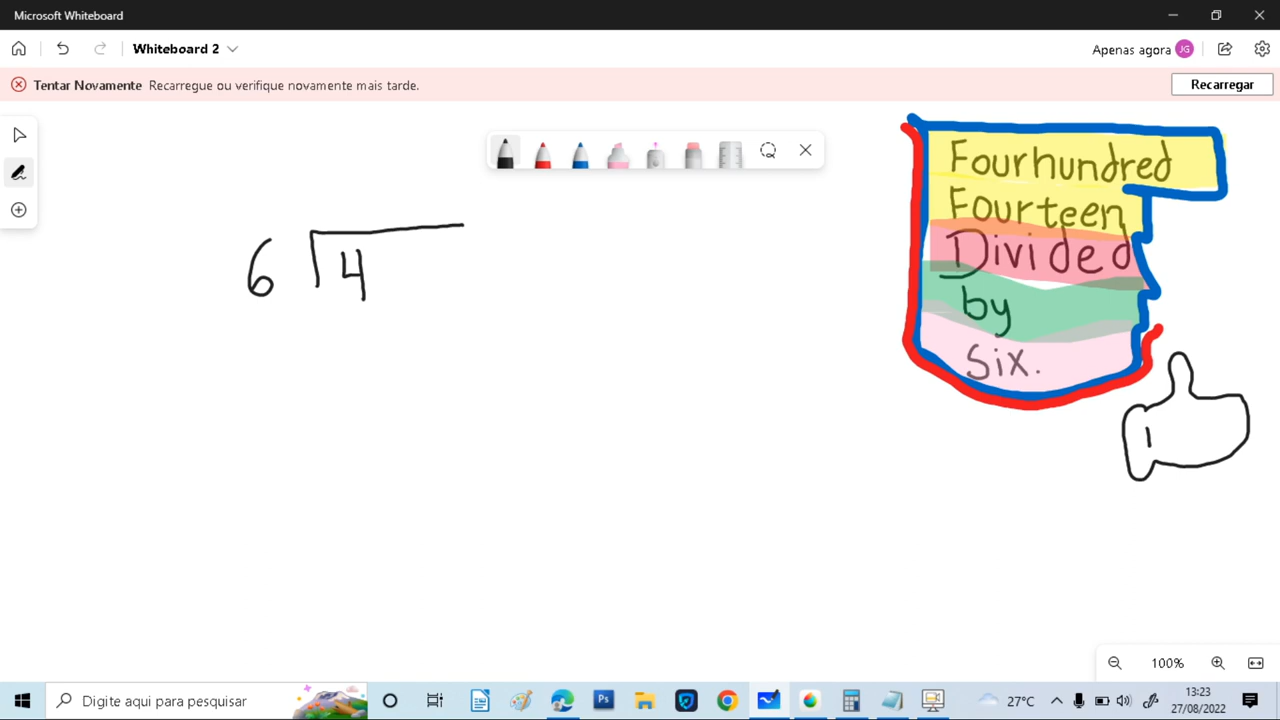 Microsoft Whiteboard
Whiteboard 2
Apenas agora JG
Tentar Novamente Recarregue ou verifique novamente mais tarde.
Recarregar
Fourhundred
Fourteen
Divided
by
Six.
6 4
100%
Digite aqui para pesquisar
Ps
27°C
13:23
27/08/2022